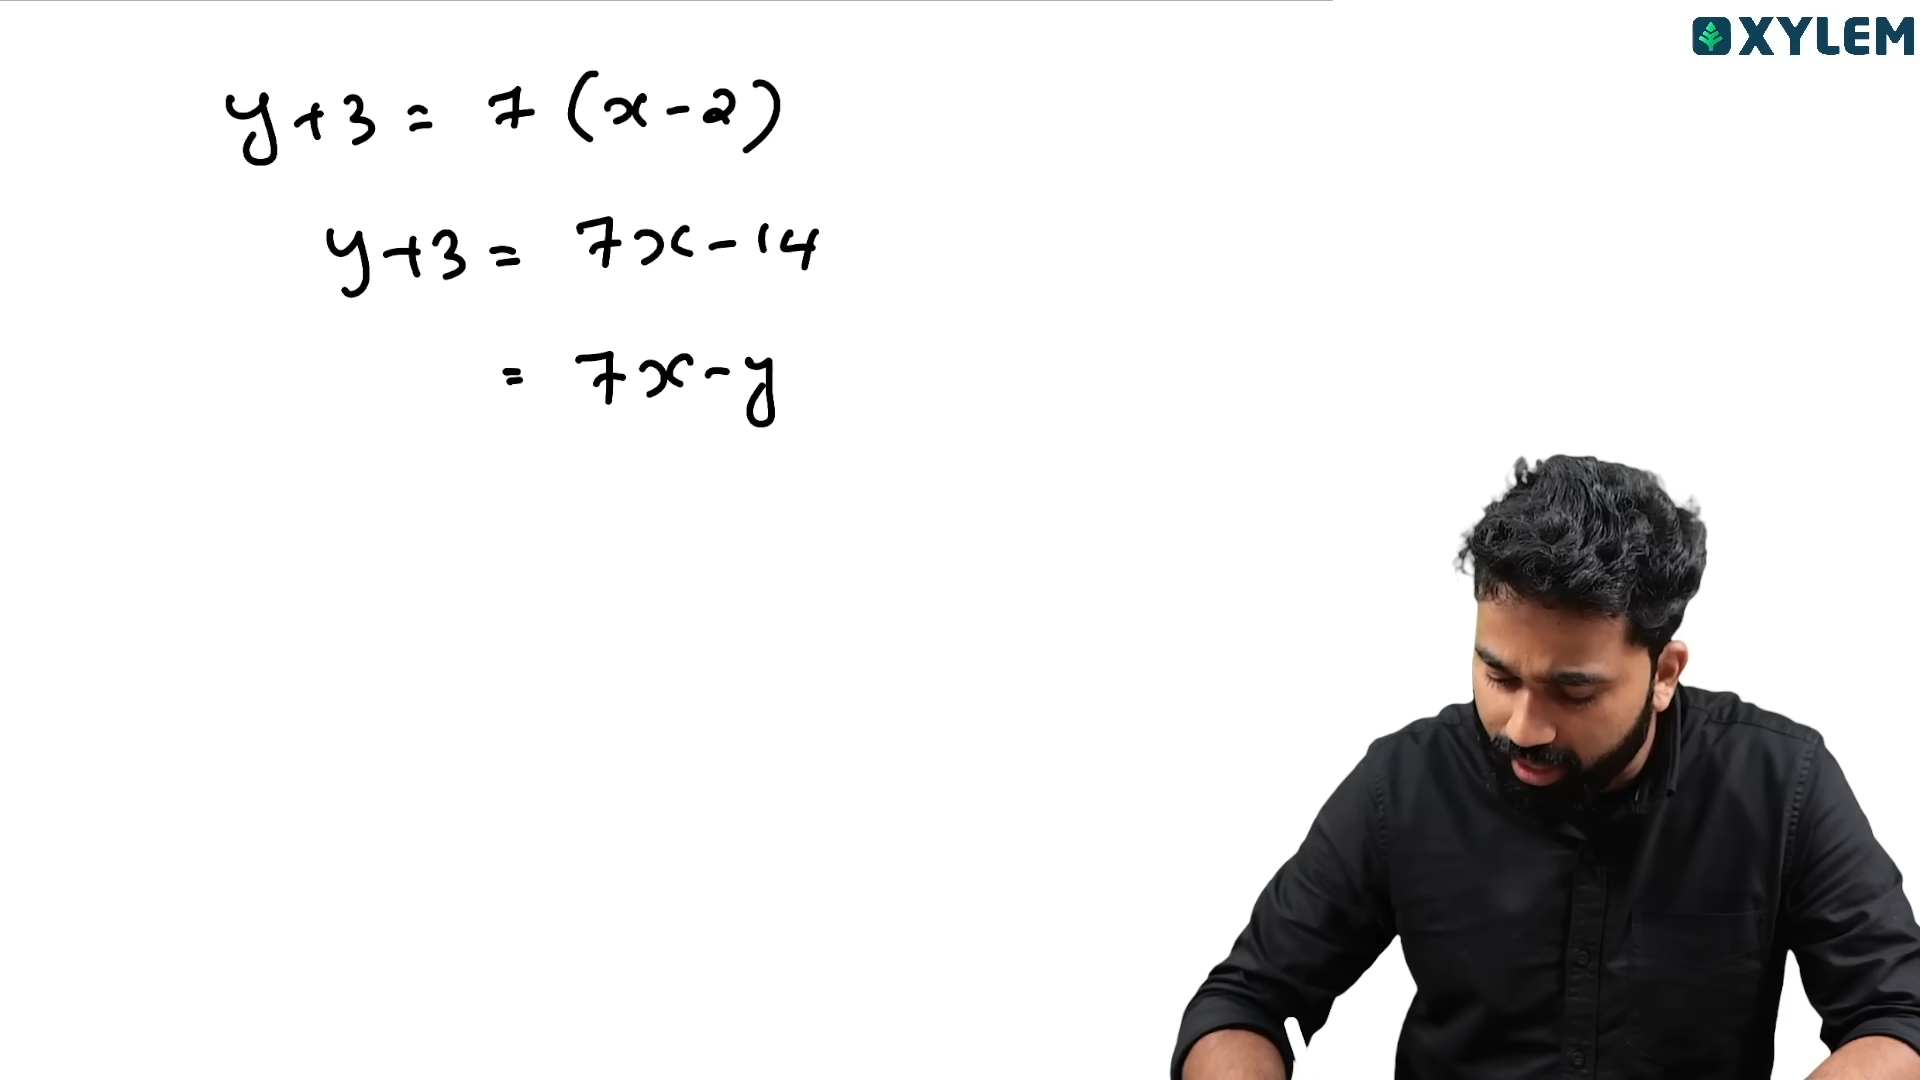 XYLEM
y+3 = 7 (x-2)
y+3 = 7x-14
= 7x-y